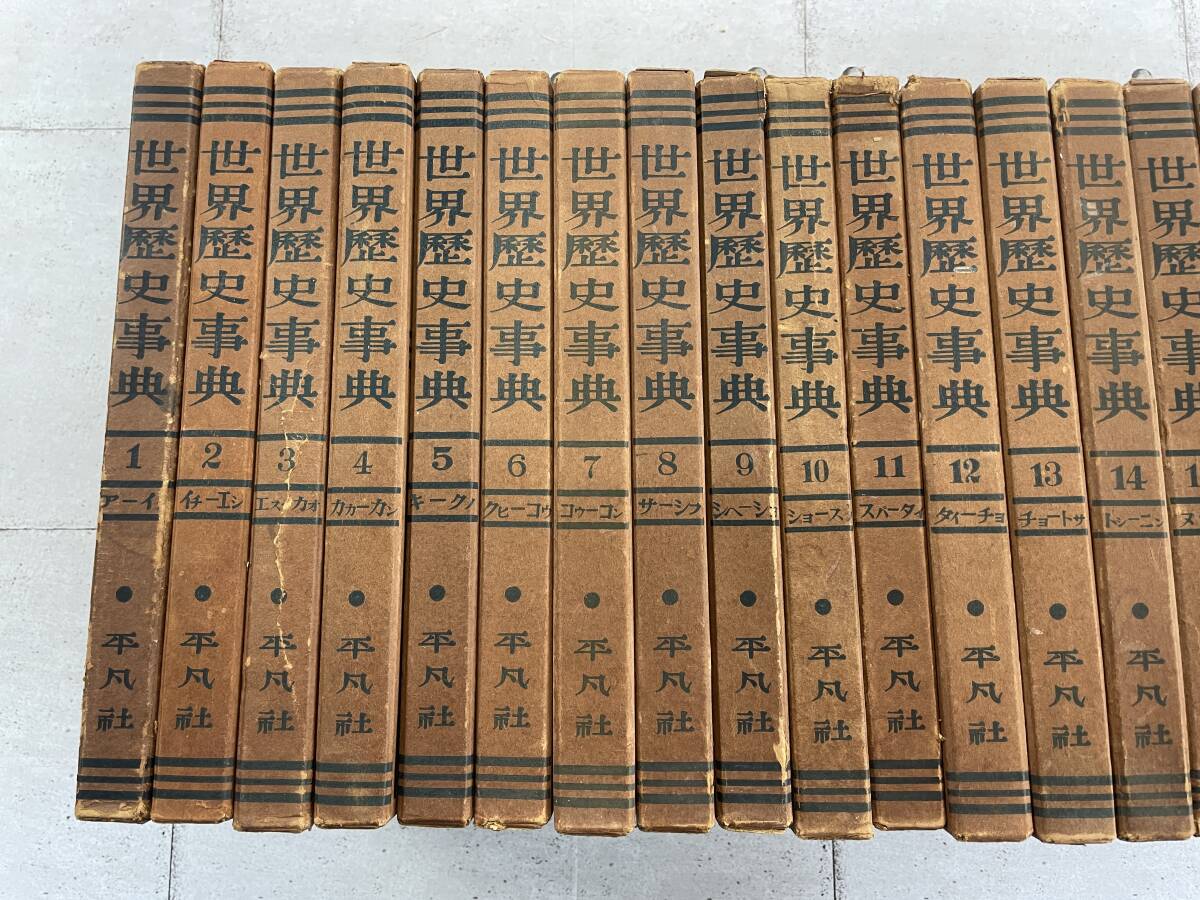 世界歴史事典
1
アーイ
平凡社
世界歴史事典
2
イチーエシ
平凡社
世界歴史事典
3
エスーカオ
平凡社
世界歴史事典
4
カカーカン
平凡社
世界歴史事典
5
キークノ
平凡社
世界歴史事典
6
クヒーコウ
平凡社
世界歴史事典
7
コウーコン
平凡社
世界歴史事典
8
サーシフ
平凡社
世界歴史事典
9
シヘーショ
平凡社
世界歴史事典
10
平凡社
世界歴史事典
11
スパータイ
平凡社
世界歴史事典
12
タイーチョ
平凡社
世界歴史事典
13
チョートサ
平凡社
世界歴史事典
14
トシーニン
平凡社
世界歴史事